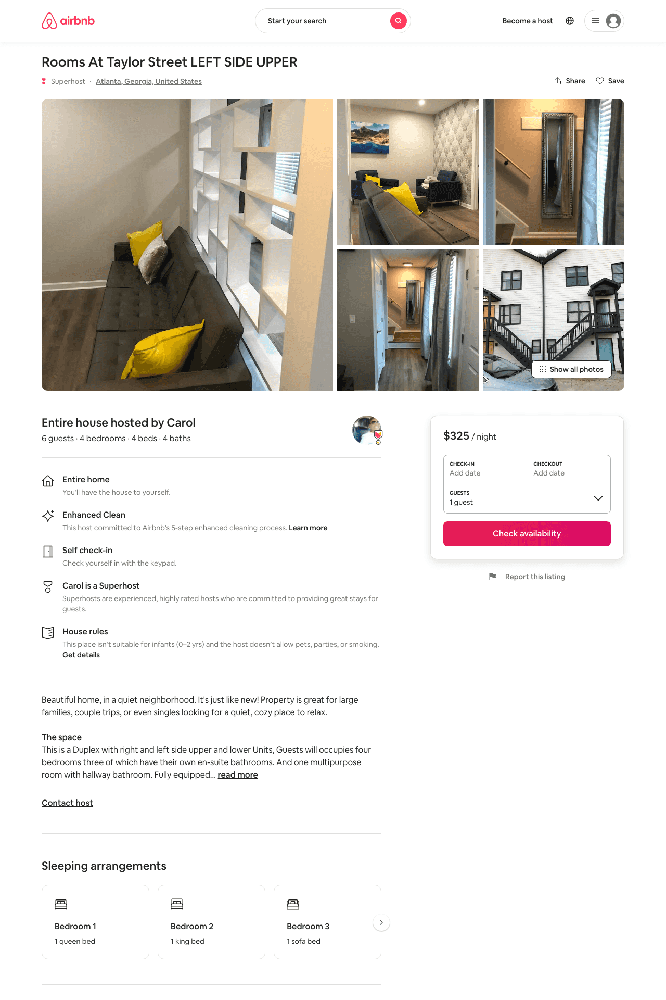 airbnb
Start your search
Become a host
Rooms At Taylor Street LEFT SIDE UPPER
Superhost · Atlanta, Georgia, United States
Share
Save
Show all photos
Entire house hosted by Carol
6 guests · 4 bedrooms · 4 beds · 4 baths
Entire home
You’ll have the house to yourself.
Enhanced Clean
This host committed to Airbnb's 5-step enhanced cleaning process. Learn more
Self check-in
Check yourself in with the keypad.
Carol is a Superhost
Superhosts are experienced, highly rated hosts who are committed to providing great stays for
guests.
House rules
This place isn’t suitable for infants (0–2 yrs) and the host doesn’t allow pets, parties, or smoking.
Get details
$325 / night
CHECK-IN
Add date
CHECKOUT
Add date
GUESTS
1 guest
Check availability
Report this listing
Beautiful home, in a quiet neighborhood. It's just like new! Property is great for large
families, couple trips, or even singles looking for a quiet, cozy place to relax.
The space
This is a Duplex with right and left side upper and lower Units, Guests will occupies four
bedrooms three of which have their own en-suite bathrooms. And one multipurpose
room with hallway bathroom. Fully equipped... read more
Contact host
Sleeping arrangements
Bedroom 1
1 queen bed
Bedroom 2
1 king bed
Bedroom 3
1 sofa bed